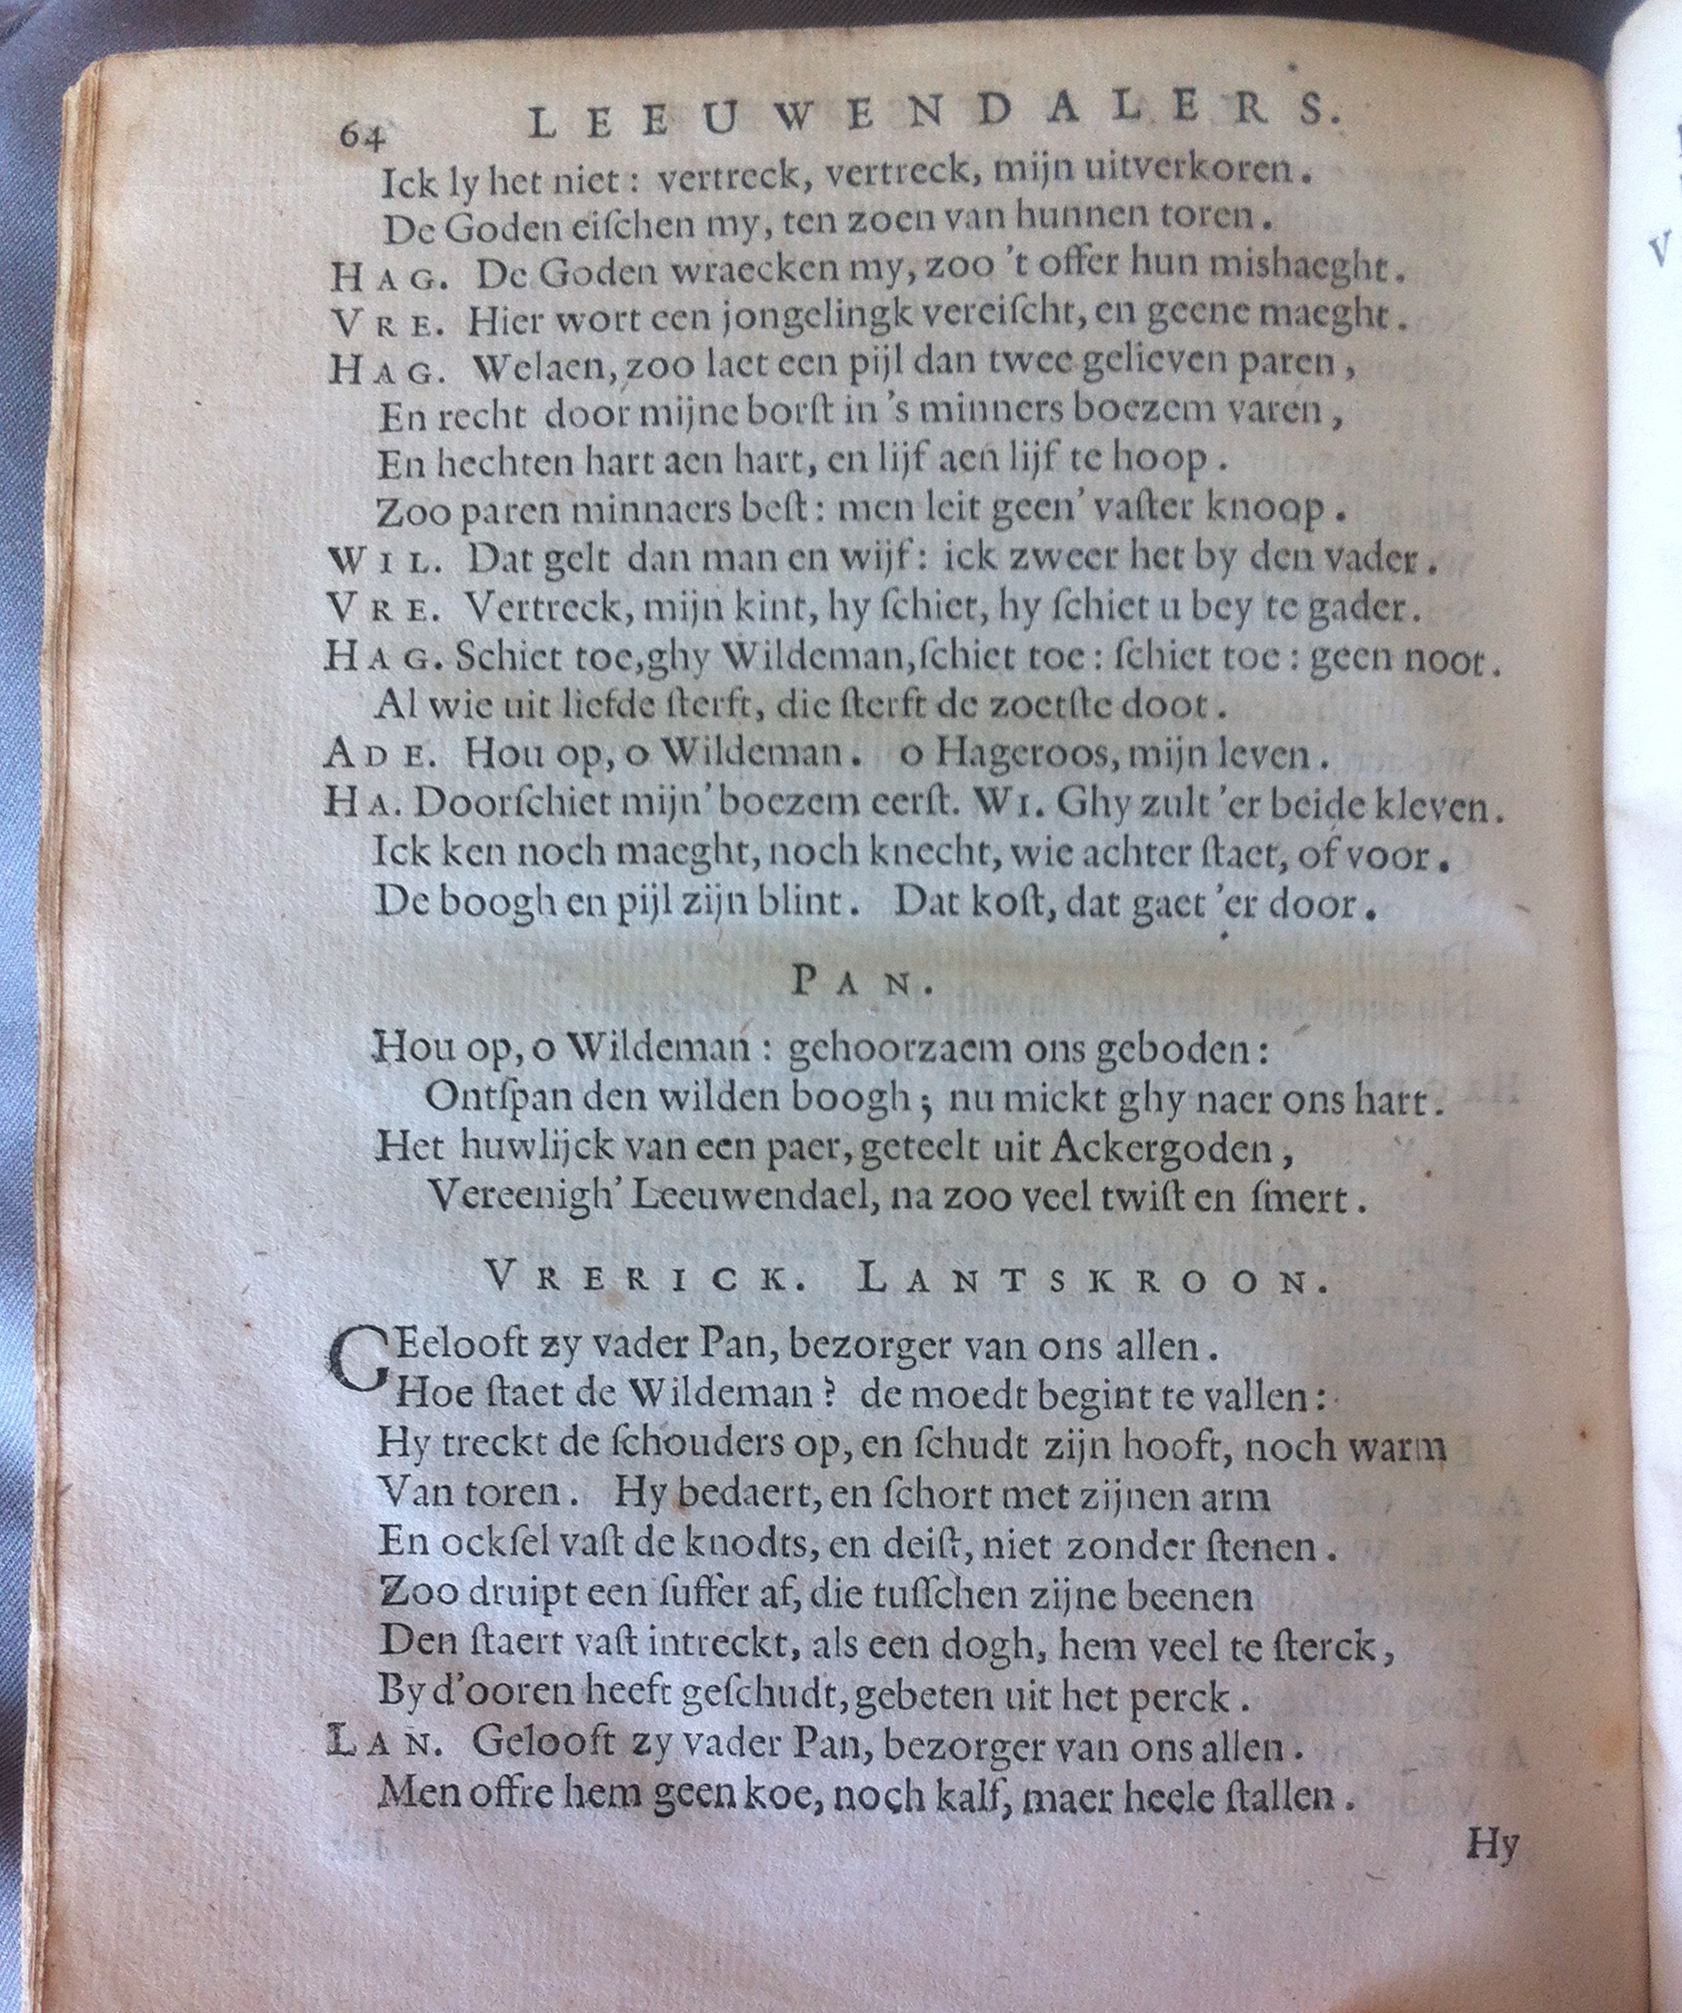 64 LEEUWENDALERS.
Ick ly het niet: vertreck, vertreck, mijn uitverkoren.
De Goden eiſchen my, ten zoen van hunnen toren.
HAG. De Goden wraecken my, zoo 't offer hun mishaeght.
VRE. Hier wort een jongelingk vereiſcht, en geene maeght.
HAG. Welaen, zoo laet een pijl dan twee gelieven paren,
En recht door mijne borſt in 's minners boezem varen,
En hechten hart aen hart, en lijf aen lijf te hoop.
Zoo paren minnaers beſt: men leit geen' vaſter knoop.
WIL. Dat gelt dan man en wijf: ick zweer het by den vader.
VRE. Vertreck, mijn kint, hy ſchiet, hy ſchiet u bey te gader.
HAG. Schiet toe, ghy Wildeman, ſchiet toe: ſchiet toe: geen noot.
Al wie uit liefde ſterft, die ſterft de zoetſte doot.
ADE. Hou op, o Wildeman. o Hageroos, mijn leven.
HA. Doorſchiet mijn' boezem eerſt. WI. Ghy zult 'er beide kleven.
Ick ken noch maeght, noch knecht, wie achter ſtaet, of voor.
De boogh en pijl zijn blint. Dat koſt, dat gaet 'er door.
PAN.
Hou op, o Wildeman: gehoorzaem ons geboden:
Ontſpan den wilden boogh; nu mickt ghy naer ons hart.
Het huwlijck van een paer, geteelt uit Ackergoden,
Vereenigh' Leeuwendael, na zoo veel twiſt en ſmert.
VRERICK. LANTSKROON.
GEelooft zy vader Pan, bezorger van ons allen.
Hoe ſtaet de Wildeman? de moedt begint te vallen:
Hy treckt de ſchouders op, en ſchudt zijn hooft, noch warm
Van toren. Hy bedaert, en ſchort met zijnen arm
En ockſel vaſt de knodts, en deiſt, niet zonder ſtenen.
Zoo druipt een ſuffer af, die tuſſchen zijne beenen
Den ſtaert vaſt intreckt, als een dogh, hem veel te ſterck,
By d'ooren heeft geſchudt, gebeten uit het perck.
LAN. Gelooft zy vader Pan, bezorger van ons allen.
Men offre hem geen koe, noch kalf, maer heele ſtallen.
Hy